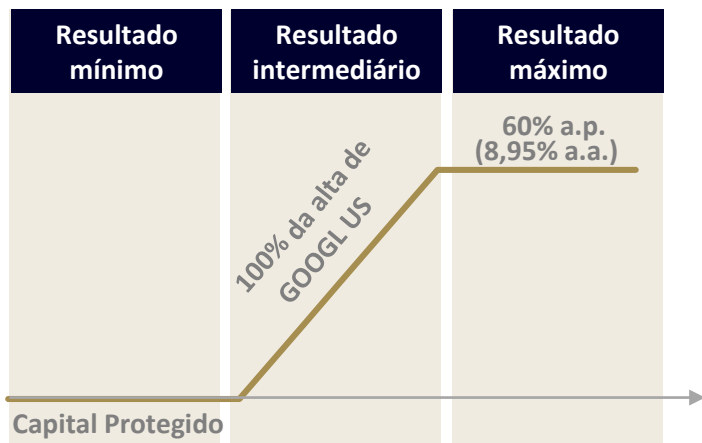 Resultado
mínimo
Resultado
intermediário
Resultado
máximo
60% a.p.
(8,95% a.a.)
100% da alta de
GOOGL US
Capital Protegido